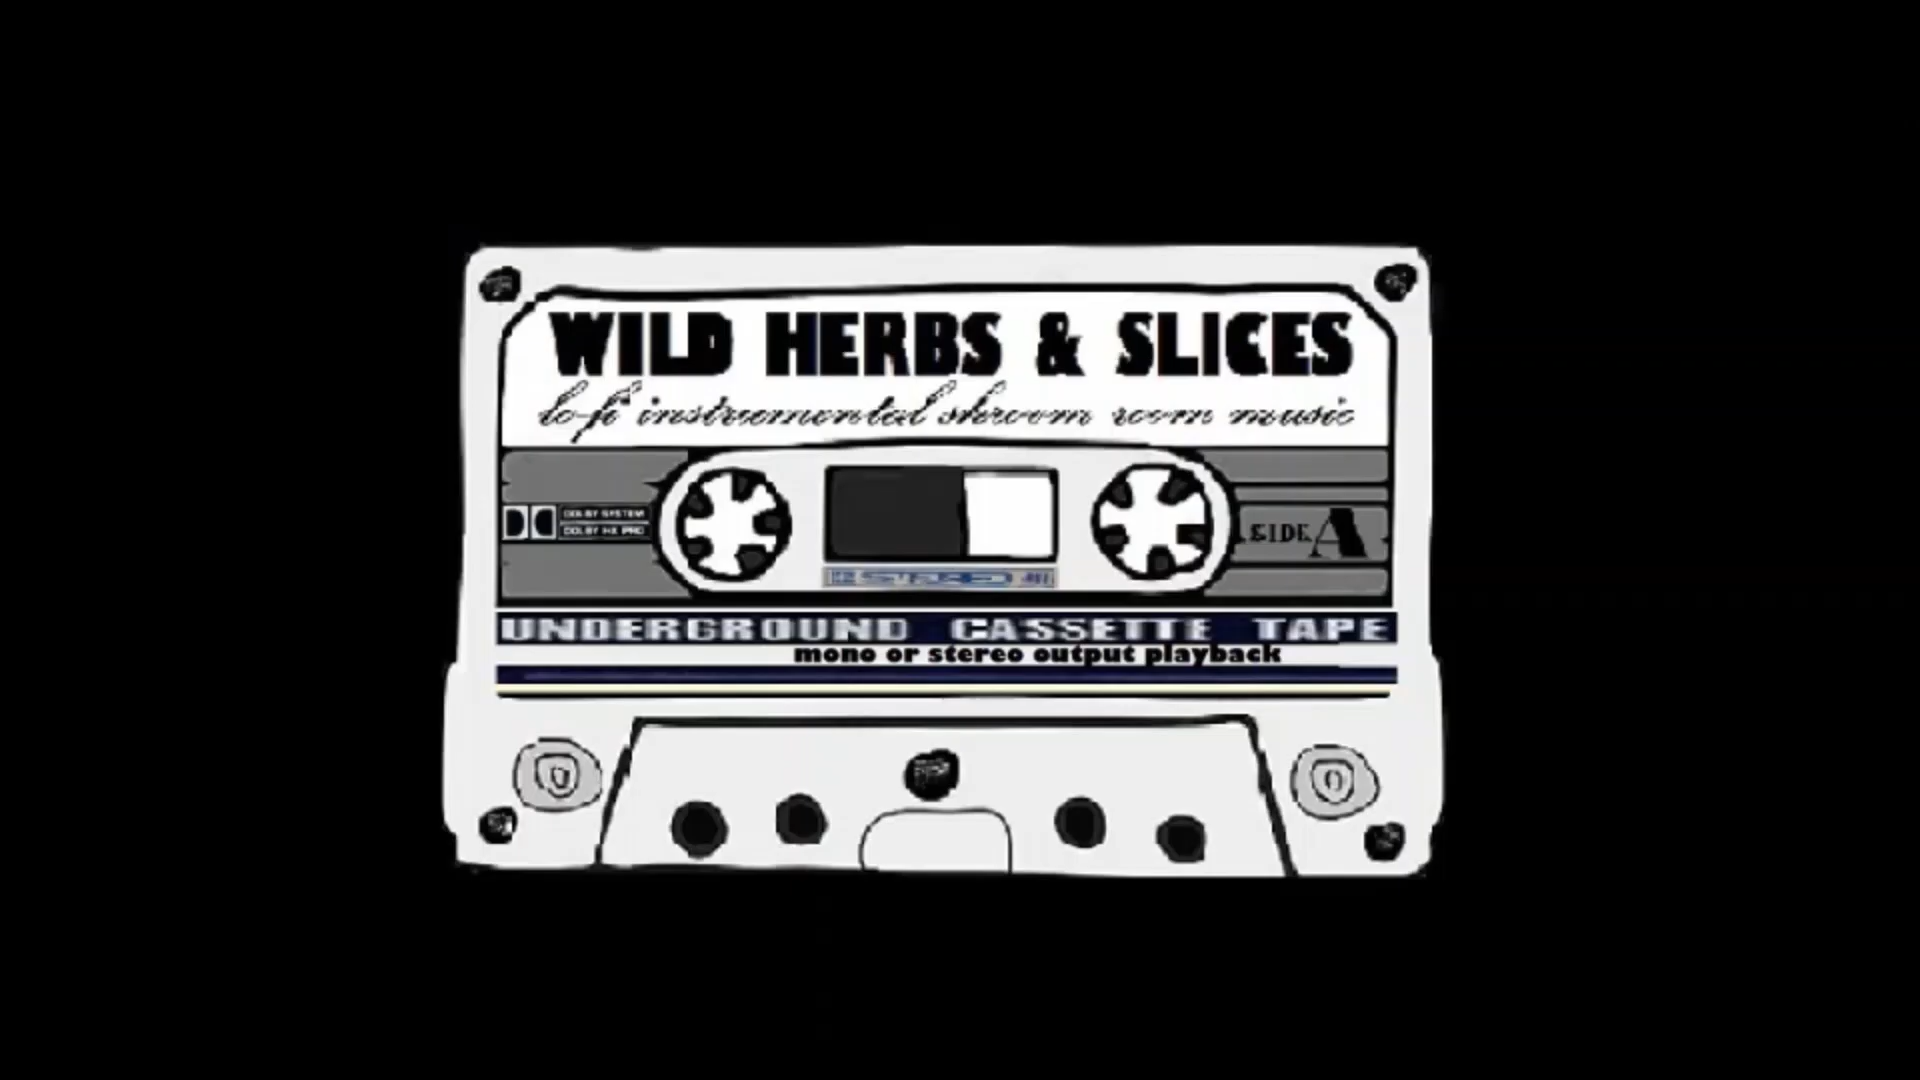 WILD HERBS & SLICES
lo-fi instrumental shroom room music
DOLBY SYSTEM
DOLBY HX PRO
SIDE A
STEREO
UNDERGROUND CASSETTE TAPE
mono or stereo output playback